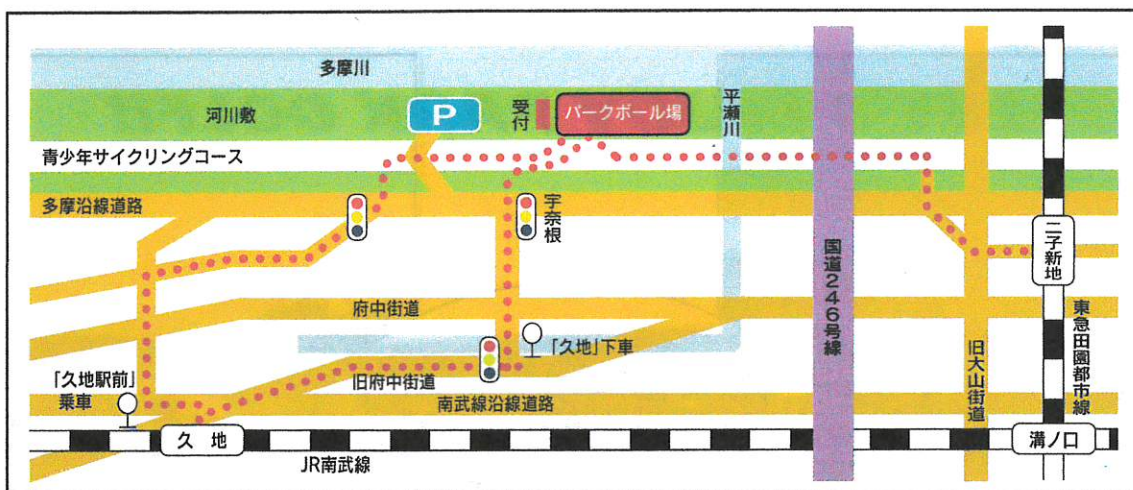 多摩川
河川敷
P
受付
パークボール場
平瀬川
青少年サイクリングコース
多摩沿線道路
宇奈根
国道246号線
二子新地
府中街道
「久地」下車
東急田園都市線
旧大山街道
「久地駅前」
乗車
旧府中街道
南武線沿線道路
久 地
溝ノ口
JR南武線